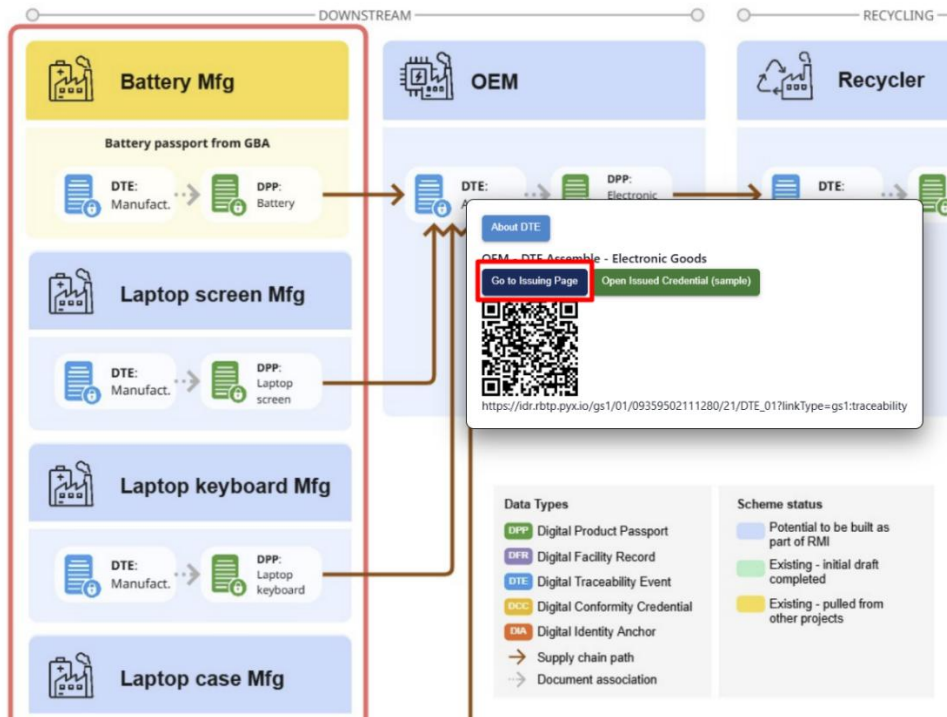 DOWNSTREAM
RECYCLING
Battery Mfg
Battery passport from GBA
DTE:
Manufact.
DPP:
Battery
OEM
DTE:
A
DPP:
Electronic
Recycler
DTE:
About DTE
OEM - DTE Assemble - Electronic Goods
Go to Issuing Page
Open Issued Credential (sample)
https://idr.rbtp.pyx.io/gs1/01/09359502111280/21/DTE_01?linkType=gs1:traceability
Laptop screen Mfg
DTE:
Manufact.
DPP:
Laptop
screen
Laptop keyboard Mfg
DTE:
Manufact.
DPP:
Laptop
keyboard
Laptop case Mfg
Data Types
DPP Digital Product Passport
DFR Digital Facility Record
DTE Digital Traceability Event
DCC Digital Conformity Credential
DIA Digital Identity Anchor
Supply chain path
Document association
Scheme status
Potential to be built as
part of RMI
Existing - initial draft
completed
Existing - pulled from
other projects